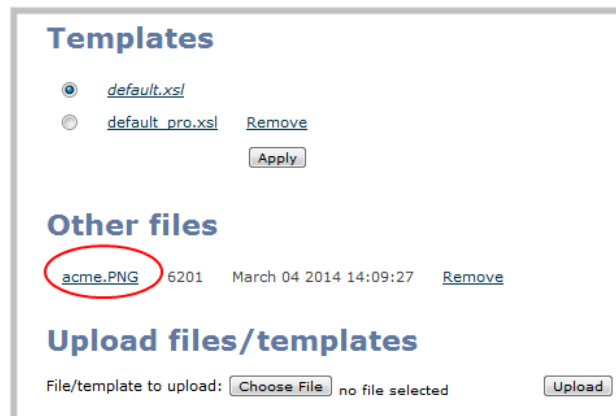 Templates
default.xsl
default_pro.xsl Remove
Apply
Other files
acme.PNG 6201 March 04 2014 14:09:27 Remove
Upload files/templates
File/template to upload: Choose File no file selected Upload